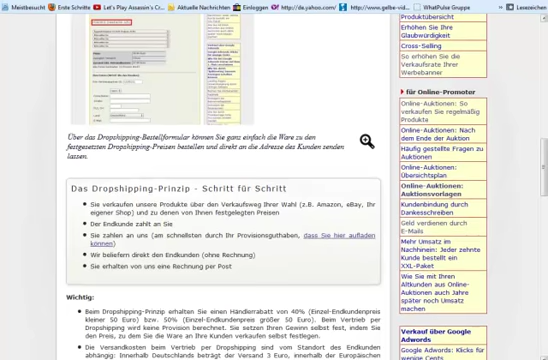 Meistbesucht Erste Schritte Let's Play Assassin's Cr... Aktuelle Nachrichten Einloggen http://de.yahoo.com/ http://www.gelbe-vid... WhatPulse Gruppe Lesezeichen
Über das Dropshipping-Bestellformular können Sie ganz einfach die Ware zu den
festgesetzten Dropshipping-Preisen bestellen und direkt an die Adresse des Kunden senden
lassen.
Das Dropshipping-Prinzip - Schritt für Schritt
Sie verkaufen unsere Produkte über den Verkaufsweg Ihrer Wahl (z.B. Amazon, eBay, Ihr
eigener Shop) und zu denen von Ihnen festgelegten Preisen
Der Endkunde zahlt an Sie
Sie zahlen an uns (am schnellsten durch Ihr Provisionsguthaben, dass Sie hier aufladen
können)
Wir beliefern direkt den Endkunden (ohne Rechnung)
Sie erhalten von uns eine Rechnung per Post
Wichtig:
Beim Dropshipping-Prinzip erhalten Sie einen Händlerrabatt von 40% (Einzel-Endkundenpreis
kleiner 50 Euro) bzw. 50% (Einzel-Endkundenpreis größer 50 Euro). Beim Vertrieb per
Dropshipping wird keine Provision berechnet. Sie setzen Ihren Gewinn selbst fest, indem Sie
den Preis, zu dem Sie die Ware an Ihre Kunden verkaufen selbst festlegen.
Die Versandkosten beim Vertrieb per Dropshipping sind vom Standort des Endkunden
abhängig: Innerhalb Deutschlands beträgt der Versand 3 Euro, innerhalb der Europäischen
Produktübersicht
Erhöhen Sie Ihre
Glaubwürdigkeit
Cross-Selling
So erhöhen Sie die
Verkaufsrate Ihrer
Werbebanner
für Online-Promoter
Online-Auktionen: So
verkaufen Sie regelmäßig
Produkte
Online-Auktionen: Nach
dem Ende der Auktion
Häufig gestellte Fragen zu
Auktionen
Online-Auktionen:
Übersichtsplan
Online-Auktionen:
Auktionsvorlagen
Kundenbindung durch
Dankesschreiben
Geld verdienen durch
E-Mails
Mehr Umsatz im
Nachhinein: Jeder zehnte
Kunde bestellt ein
XXL-Paket
Wie Sie mit Ihren
Altkunden aus Online-
Auktionen auch Jahre
später noch Umsatz
machen
Verkauf über Google
Adwords
Google Adwords: Klicks für
wenige Cents